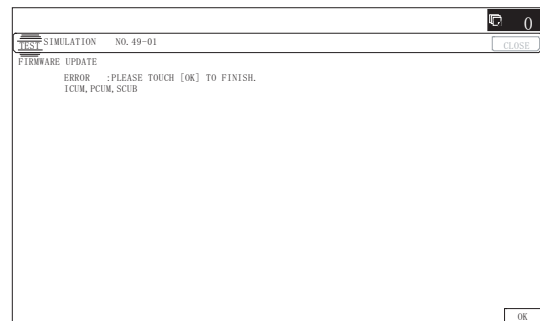 0
TEST SIMULATION NO. 49-01
CLOSE
FIRMWARE UPDATE
ERROR :PLEASE TOUCH [OK] TO FINISH.
ICUM, PCUM, SCUB
OK